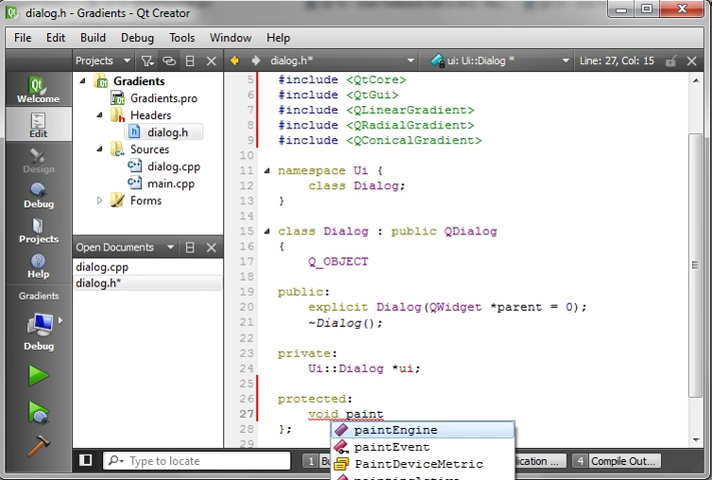 dialog.h - Gradients - Qt Creator
File Edit Build Debug Tools Window Help
Projects dialog.h* ui: Ui::Dialog * Line: 27, Col: 15
Welcome
Edit
Design
Debug
Projects
Help
Gradients
Debug
Gradients
Gradients.pro
Headers
dialog.h
Sources
dialog.cpp
main.cpp
Forms
Open Documents
dialog.cpp
dialog.h*
5 #include <QtCore>
6 #include <QtGui>
7 #include <QLinearGradient>
8 #include <QRadialGradient>
9 #include <QConicalGradient>
10
11 namespace Ui {
12 class Dialog;
13 }
14
15 class Dialog : public QDialog
16 {
17 Q_OBJECT
18
19 public:
20 explicit Dialog(QWidget *parent = 0);
21 ~Dialog();
22
23 private:
24 Ui::Dialog *ui;
25
26 protected:
27 void paint
28 };
paintEngine
paintEvent
PaintDeviceMetric
Type to locate 1 4 Compile Out...